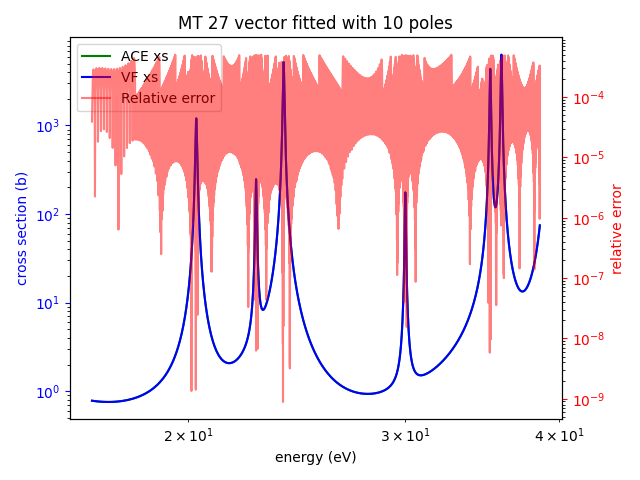 MT 27 vector fitted with 10 poles
ACE xs
VF xs
Relative error
cross section (b)
10³
10²
10¹
10⁰
10⁻⁴
10⁻⁵
10⁻⁶
10⁻⁷
10⁻⁸
10⁻⁹
relative error
2 × 10¹
3 × 10¹
4 × 10¹
energy (eV)